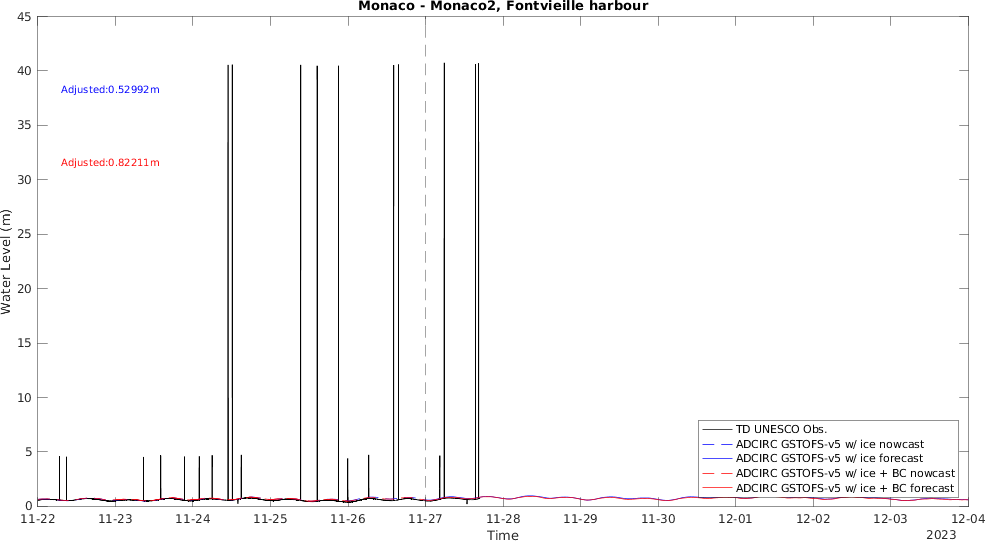 Monaco - Monaco2, Fontvieille harbour
45
40
35
30
25
20
15
10
5
0
Water Level (m)
Adjusted:0.52992m
Adjusted:0.82211m
TD UNESCO Obs.
ADCIRC GSTOFS-v5 w/ ice nowcast
ADCIRC GSTOFS-v5 w/ ice forecast
ADCIRC GSTOFS-v5 w/ ice + BC nowcast
ADCIRC GSTOFS-v5 w/ ice + BC forecast
11-22 11-23 11-24 11-25 11-26 11-27 11-28 11-29 11-30 12-01 12-02 12-03 12-04
Time
2023